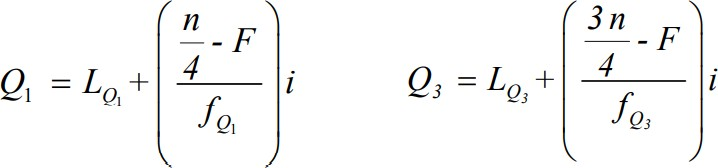 Q₁ = L_{Q₁} + ( (n/4 - F) / f_{Q₁} ) i
Q₃ = L_{Q₃} + ( (3n/4 - F) / f_{Q₃} ) i